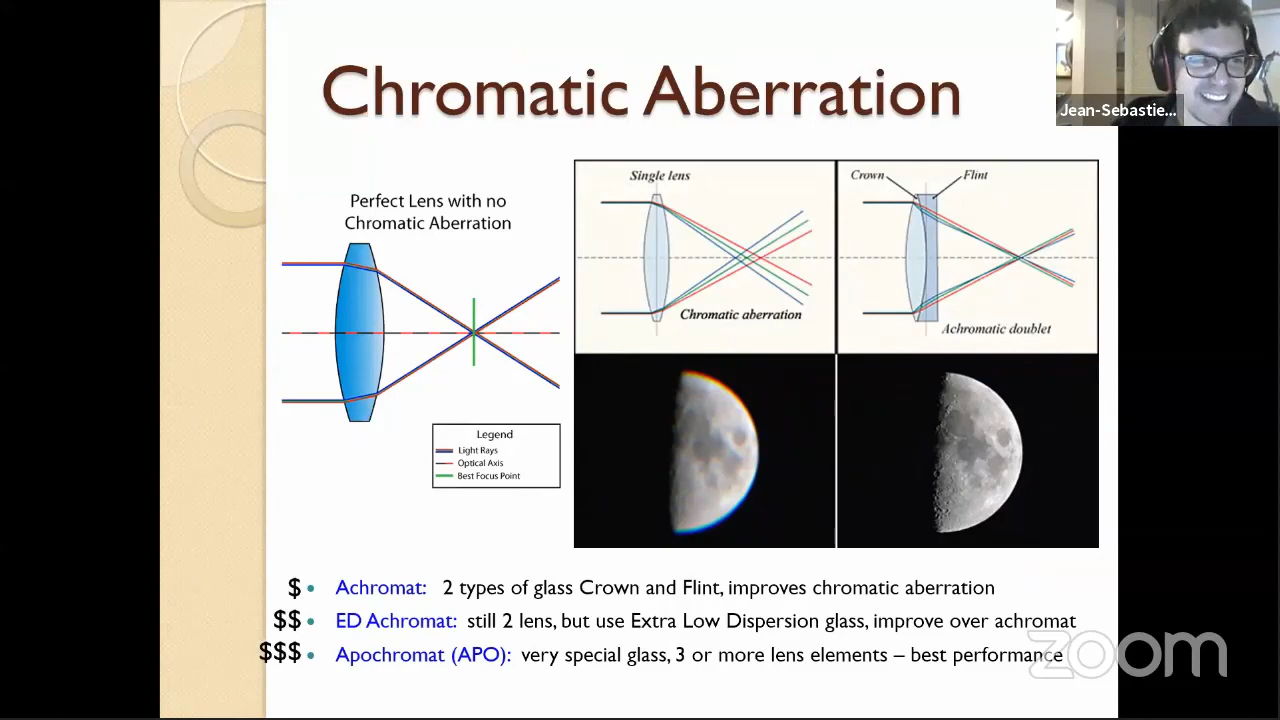 Chromatic Aberration
Jean-Sebastie...
Perfect Lens with no
Chromatic Aberration
Legend
Light Rays
Optical Axis
Best Focus Point
Single lens
Chromatic aberration
Crown
Flint
Achromatic doublet
$ • Achromat: 2 types of glass Crown and Flint, improves chromatic aberration
$$ • ED Achromat: still 2 lens, but use Extra Low Dispersion glass, improve over achromat
$$$ • Apochromat (APO): very special glass, 3 or more lens elements – best performance
zoom